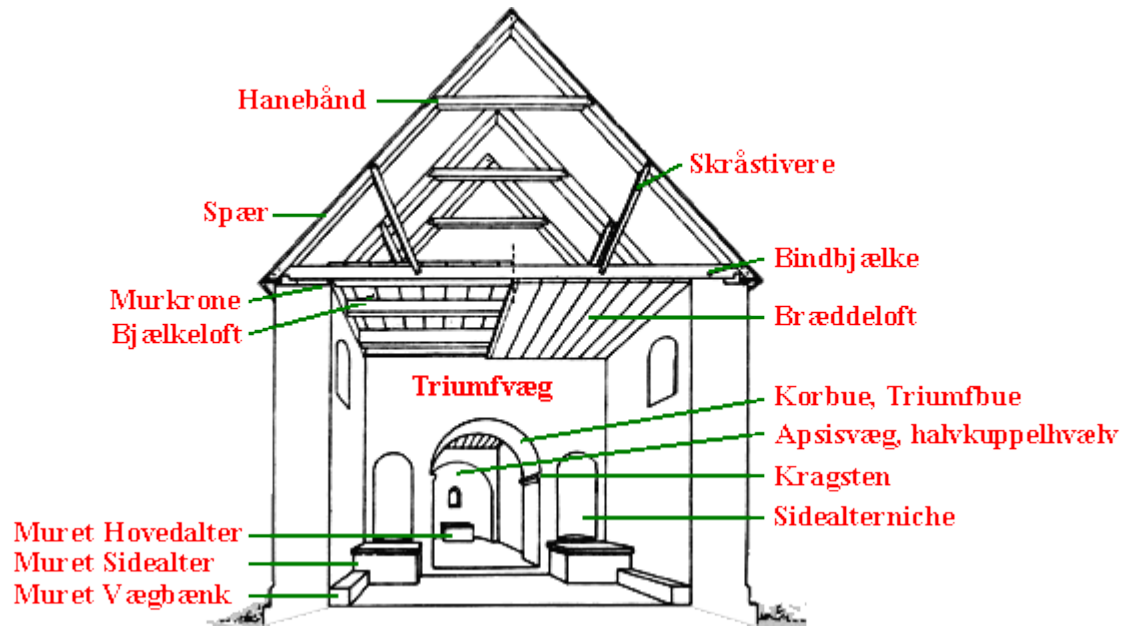 Hanebånd
Skråstivere
Spær
Bindbjælke
Murkrone
Bjælkeloft
Bræddeloft
Triumfvæg
Korbue, Triumfbue
Apsisvæg, halvkuppelhvælv
Kragsten
Sidealterniche
Muret Hovedalter
Muret Sidealter
Muret Vægbænk